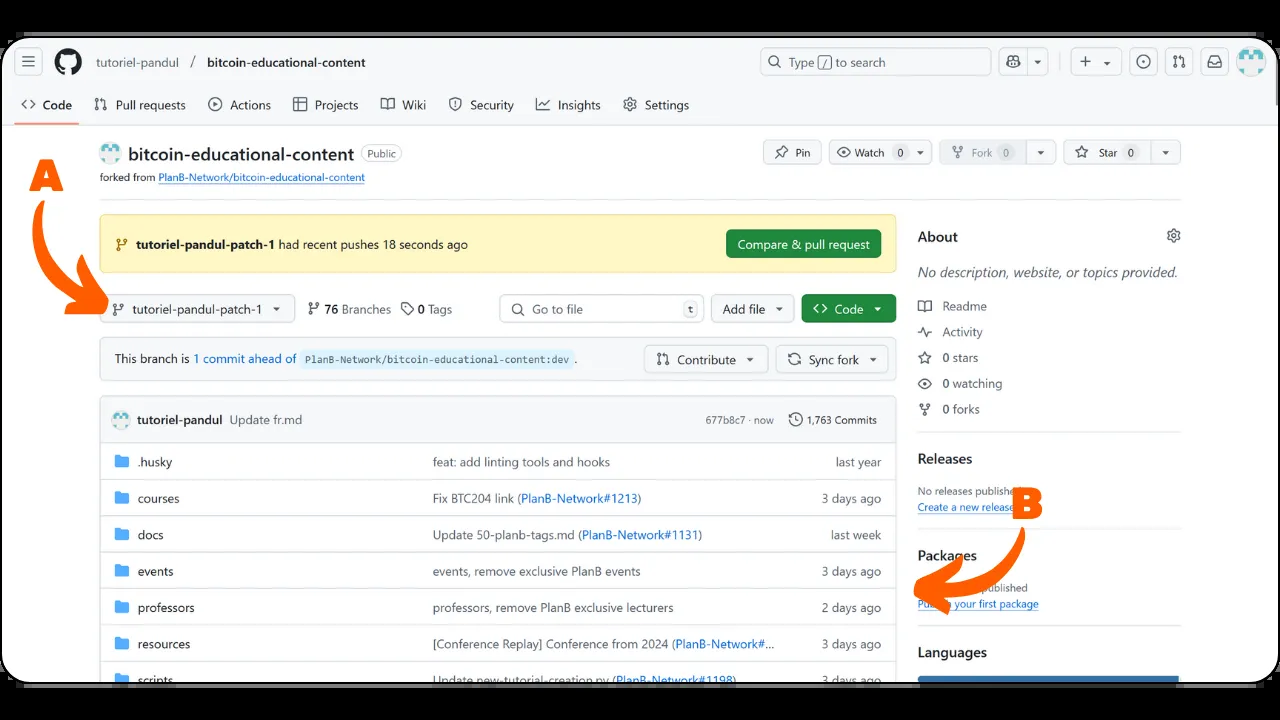 tutoriel-pandul / bitcoin-educational-content
Type / to search
Code Pull requests Actions Projects Wiki Security Insights Settings
bitcoin-educational-content Public
Pin Watch 0 Fork 0 Star 0
forked from PlanB-Network/bitcoin-educational-content
A
tutoriel-pandul-patch-1 had recent pushes 18 seconds ago
Compare & pull request
tutoriel-pandul-patch-1 76 Branches 0 Tags Go to file t Add file Code
This branch is 1 commit ahead of PlanB-Network/bitcoin-educational-content:dev .
Contribute Sync fork
tutoriel-pandul Update fr.md 677b8c7 · now 1,763 Commits
.husky feat: add linting tools and hooks last year
courses Fix BTC204 link (PlanB-Network#1213) 3 days ago
docs Update 50-planb-tags.md (PlanB-Network#1131) last week
events events, remove exclusive PlanB events 3 days ago
professors professors, remove PlanB exclusive lecturers 2 days ago
resources [Conference Replay] Conference from 2024 (PlanB-Network#... 3 days ago
scripts Update new-tutorial-creation.py (PlanB-Network#1198) 3 days ago
About
No description, website, or topics provided.
Readme
Activity
0 stars
0 watching
0 forks
Releases
No releases published
Create a new release
B
Packages
published
your first package
Languages